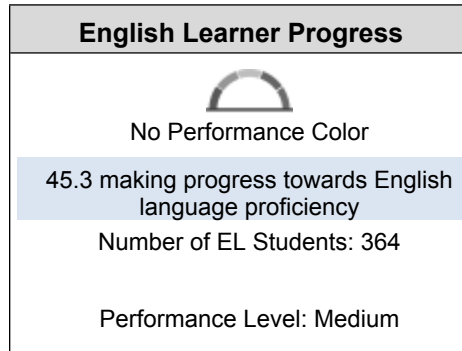 English Learner Progress
No Performance Color
45.3 making progress towards English
language proficiency
Number of EL Students: 364
Performance Level: Medium